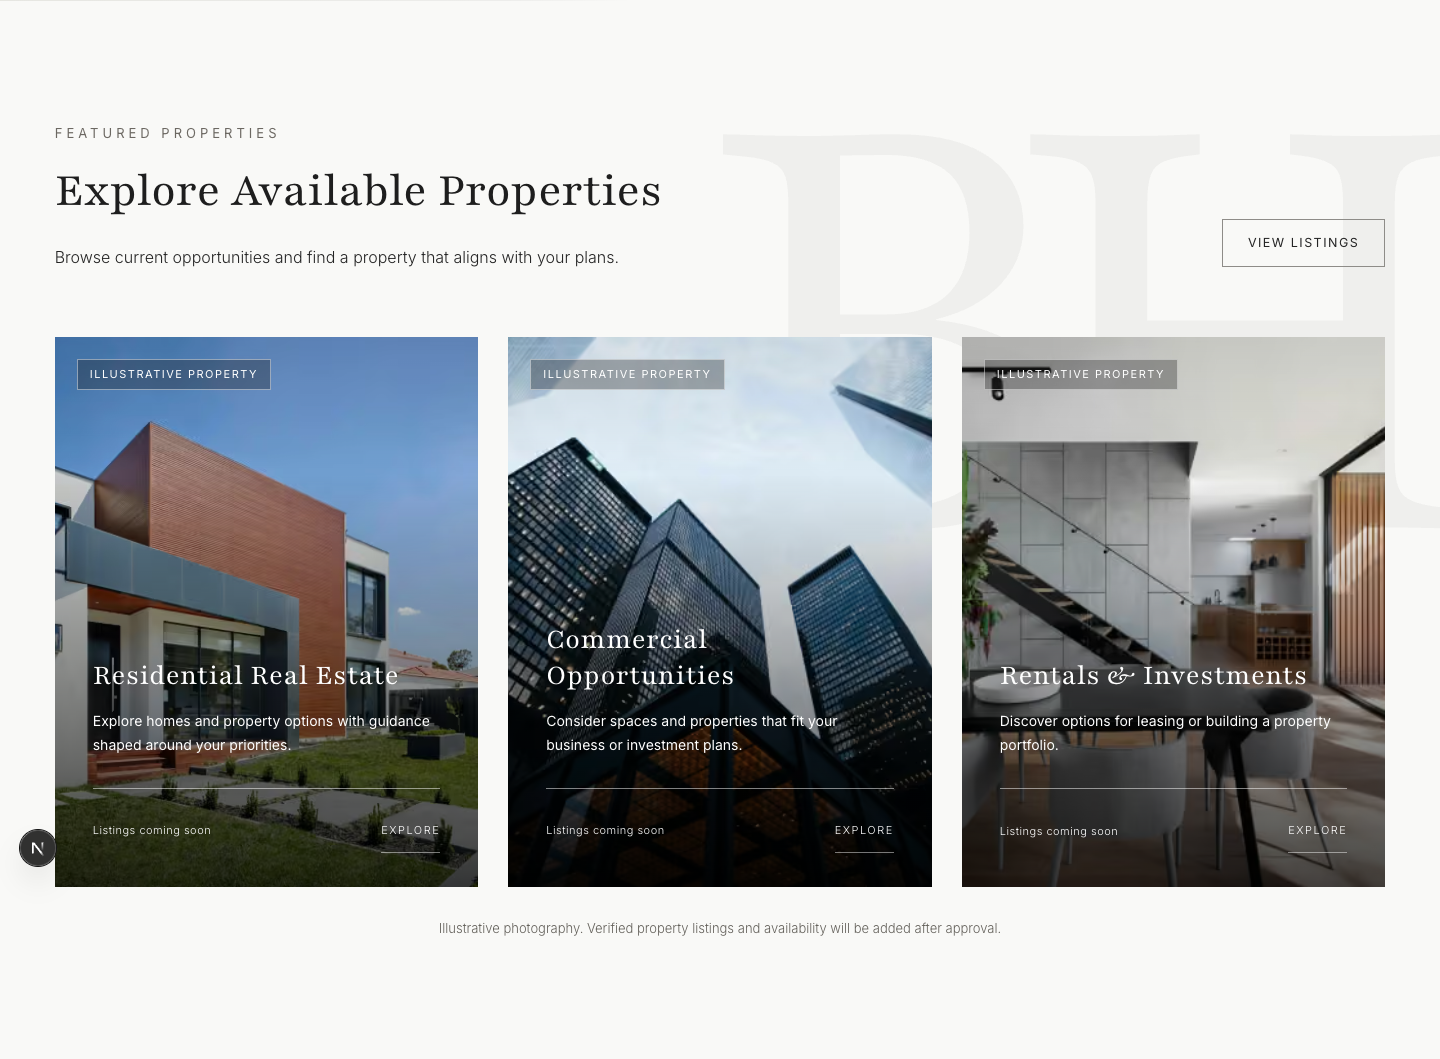 FEATURED PROPERTIES
Explore Available Properties
Browse current opportunities and find a property that aligns with your plans.
VIEW LISTINGS
BH
ILLUSTRATIVE PROPERTY
Residential Real Estate
Explore homes and property options with guidance
shaped around your priorities.
Listings coming soon
EXPLORE
ILLUSTRATIVE PROPERTY
Commercial
Opportunities
Consider spaces and properties that fit your
business or investment plans.
Listings coming soon
EXPLORE
ILLUSTRATIVE PROPERTY
Rentals & Investments
Discover options for leasing or building a property
portfolio.
Listings coming soon
EXPLORE
N
Illustrative photography. Verified property listings and availability will be added after approval.